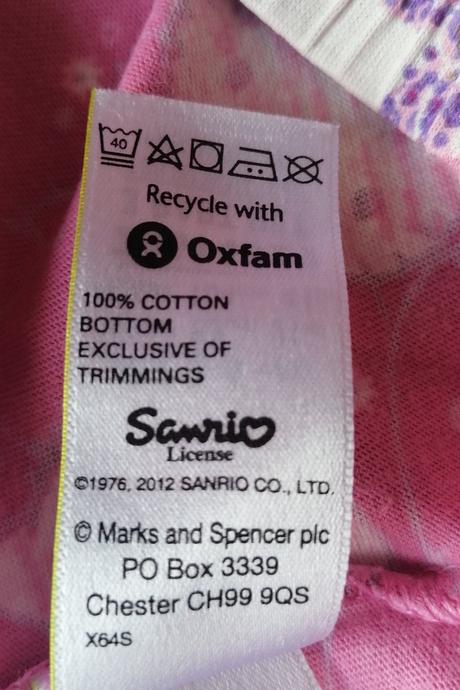 40
Recycle with
Oxfam
100% COTTON
BOTTOM
EXCLUSIVE OF
TRIMMINGS
Sanrio
License
©1976, 2012 SANRIO CO., LTD.
© Marks and Spencer plc
PO Box 3339
Chester CH99 9QS
X64S